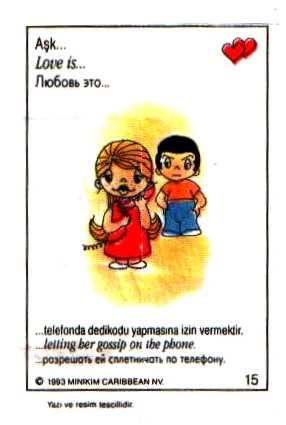 Aşk...
Love is...
Любовь это...
...telefonda dedikodu yapmasına izin vermektir.
...letting her gossip on the phone.
...разрешать ей сплетничать по телефону.
© 1993 MINIKIM CARIBBEAN NV. 15
Yazı ve resim tescillidir.